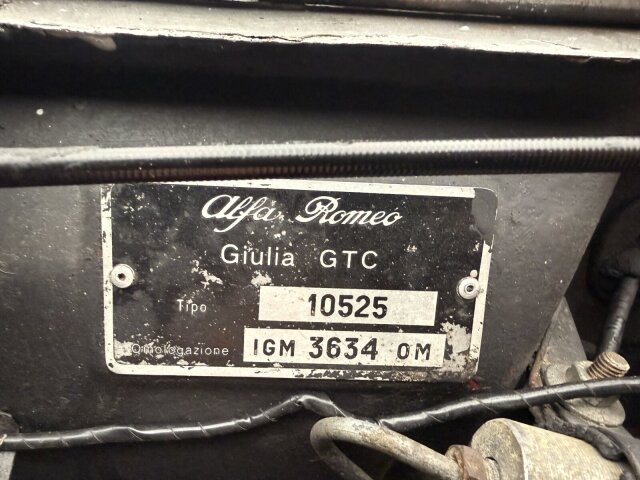 Alfa Romeo
Giulia GTC
Tipo 10525
Omologazione IGM 3634 OM